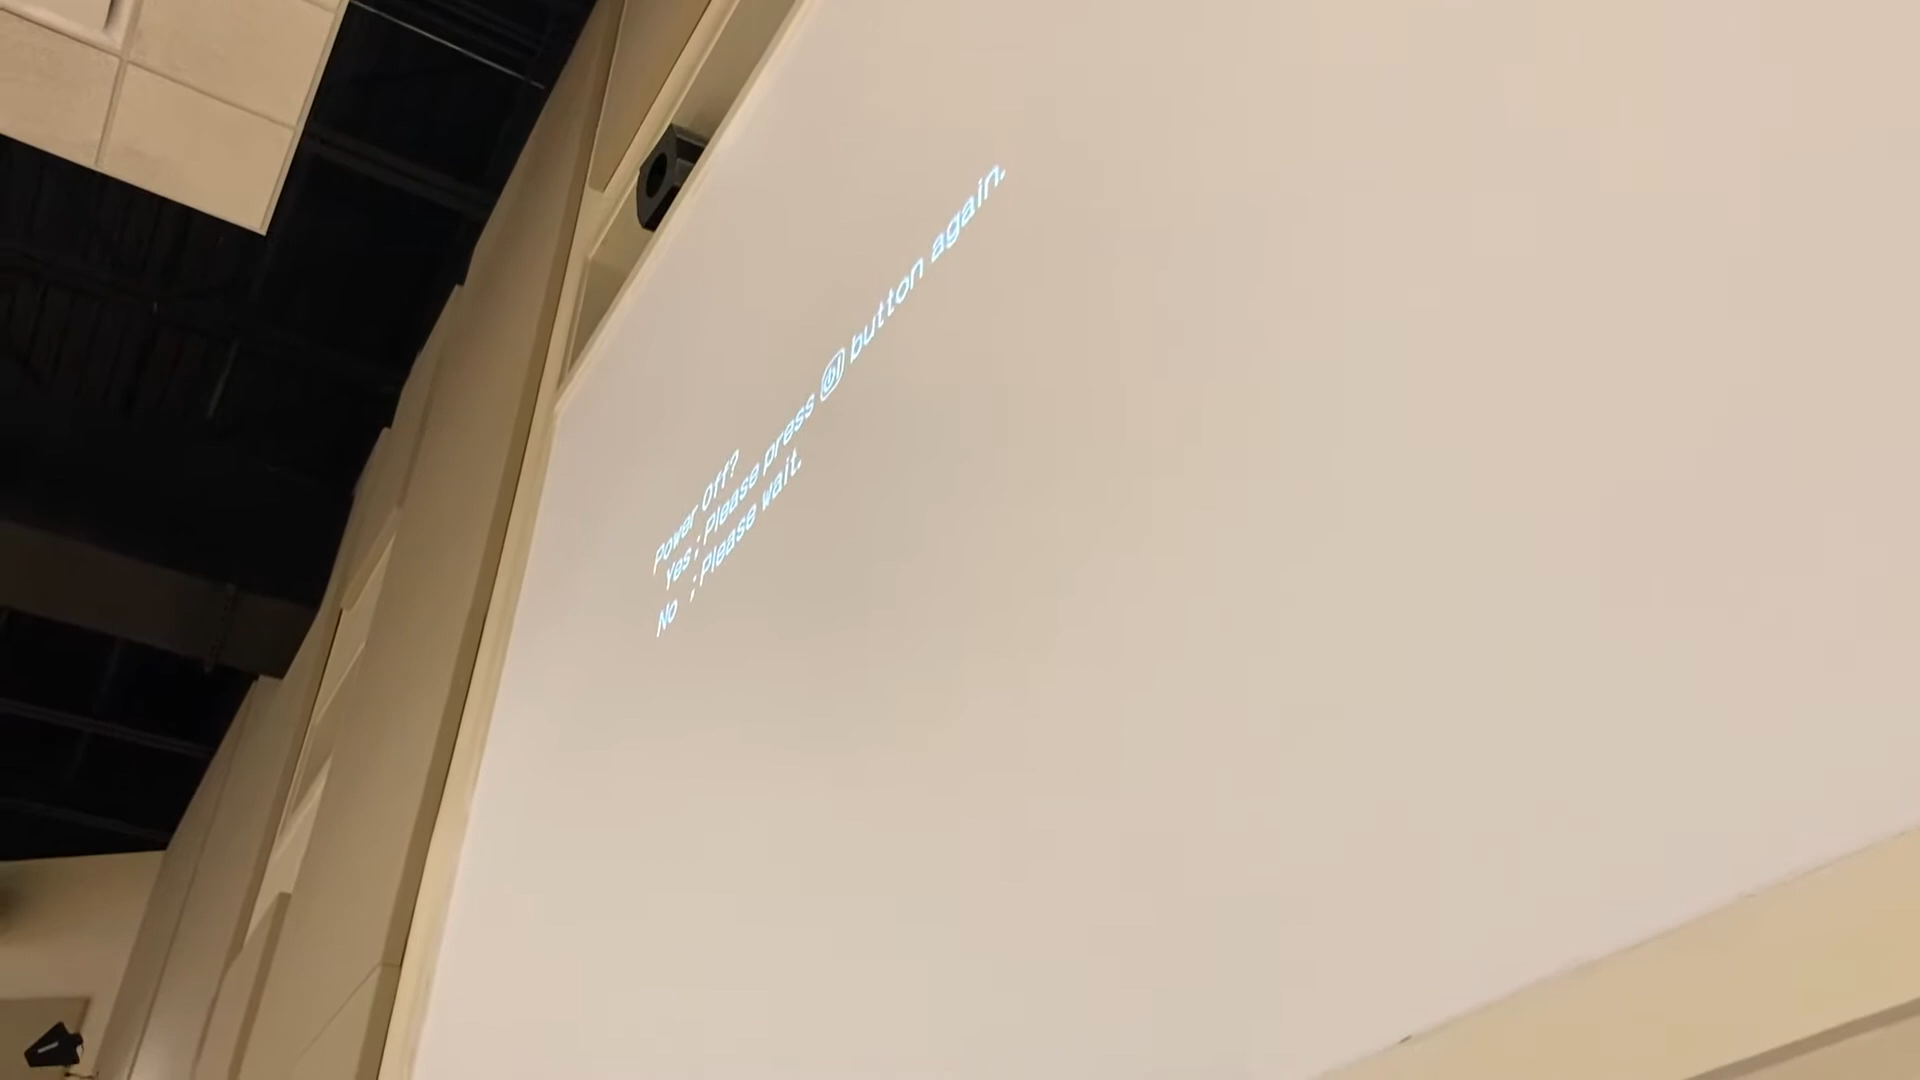 Power Off?
Yes : Please press ⏻ button again.
No : Please wait.